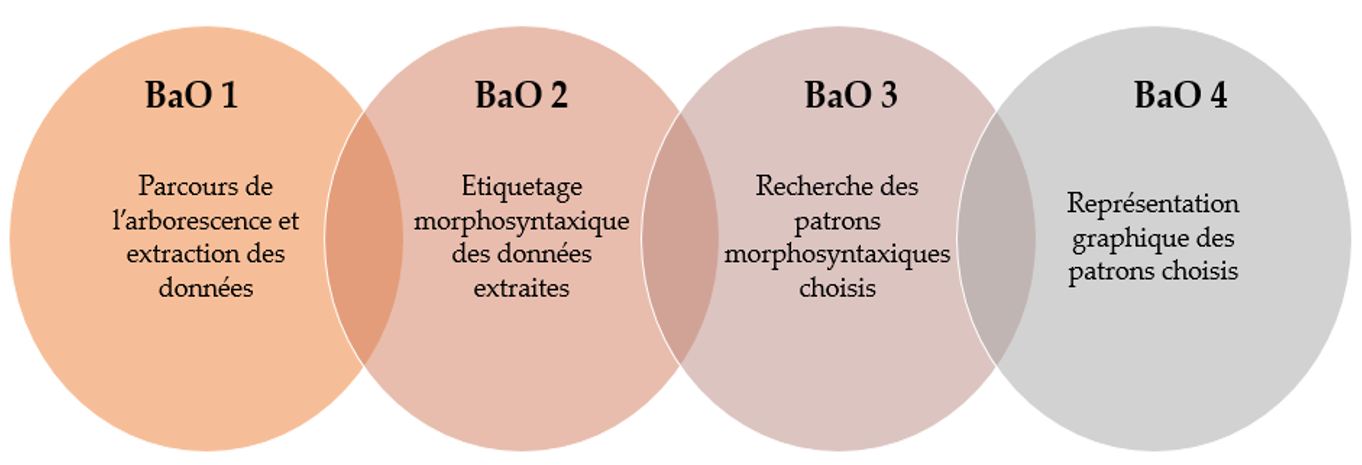 BaO 1
Parcours de
l'arborescence et
extraction des
données
BaO 2
Etiquetage
morphosyntaxique
des données
extraites
BaO 3
Recherche des
patrons
morphosyntaxiques
choisis
BaO 4
Représentation
graphique des
patrons choisis